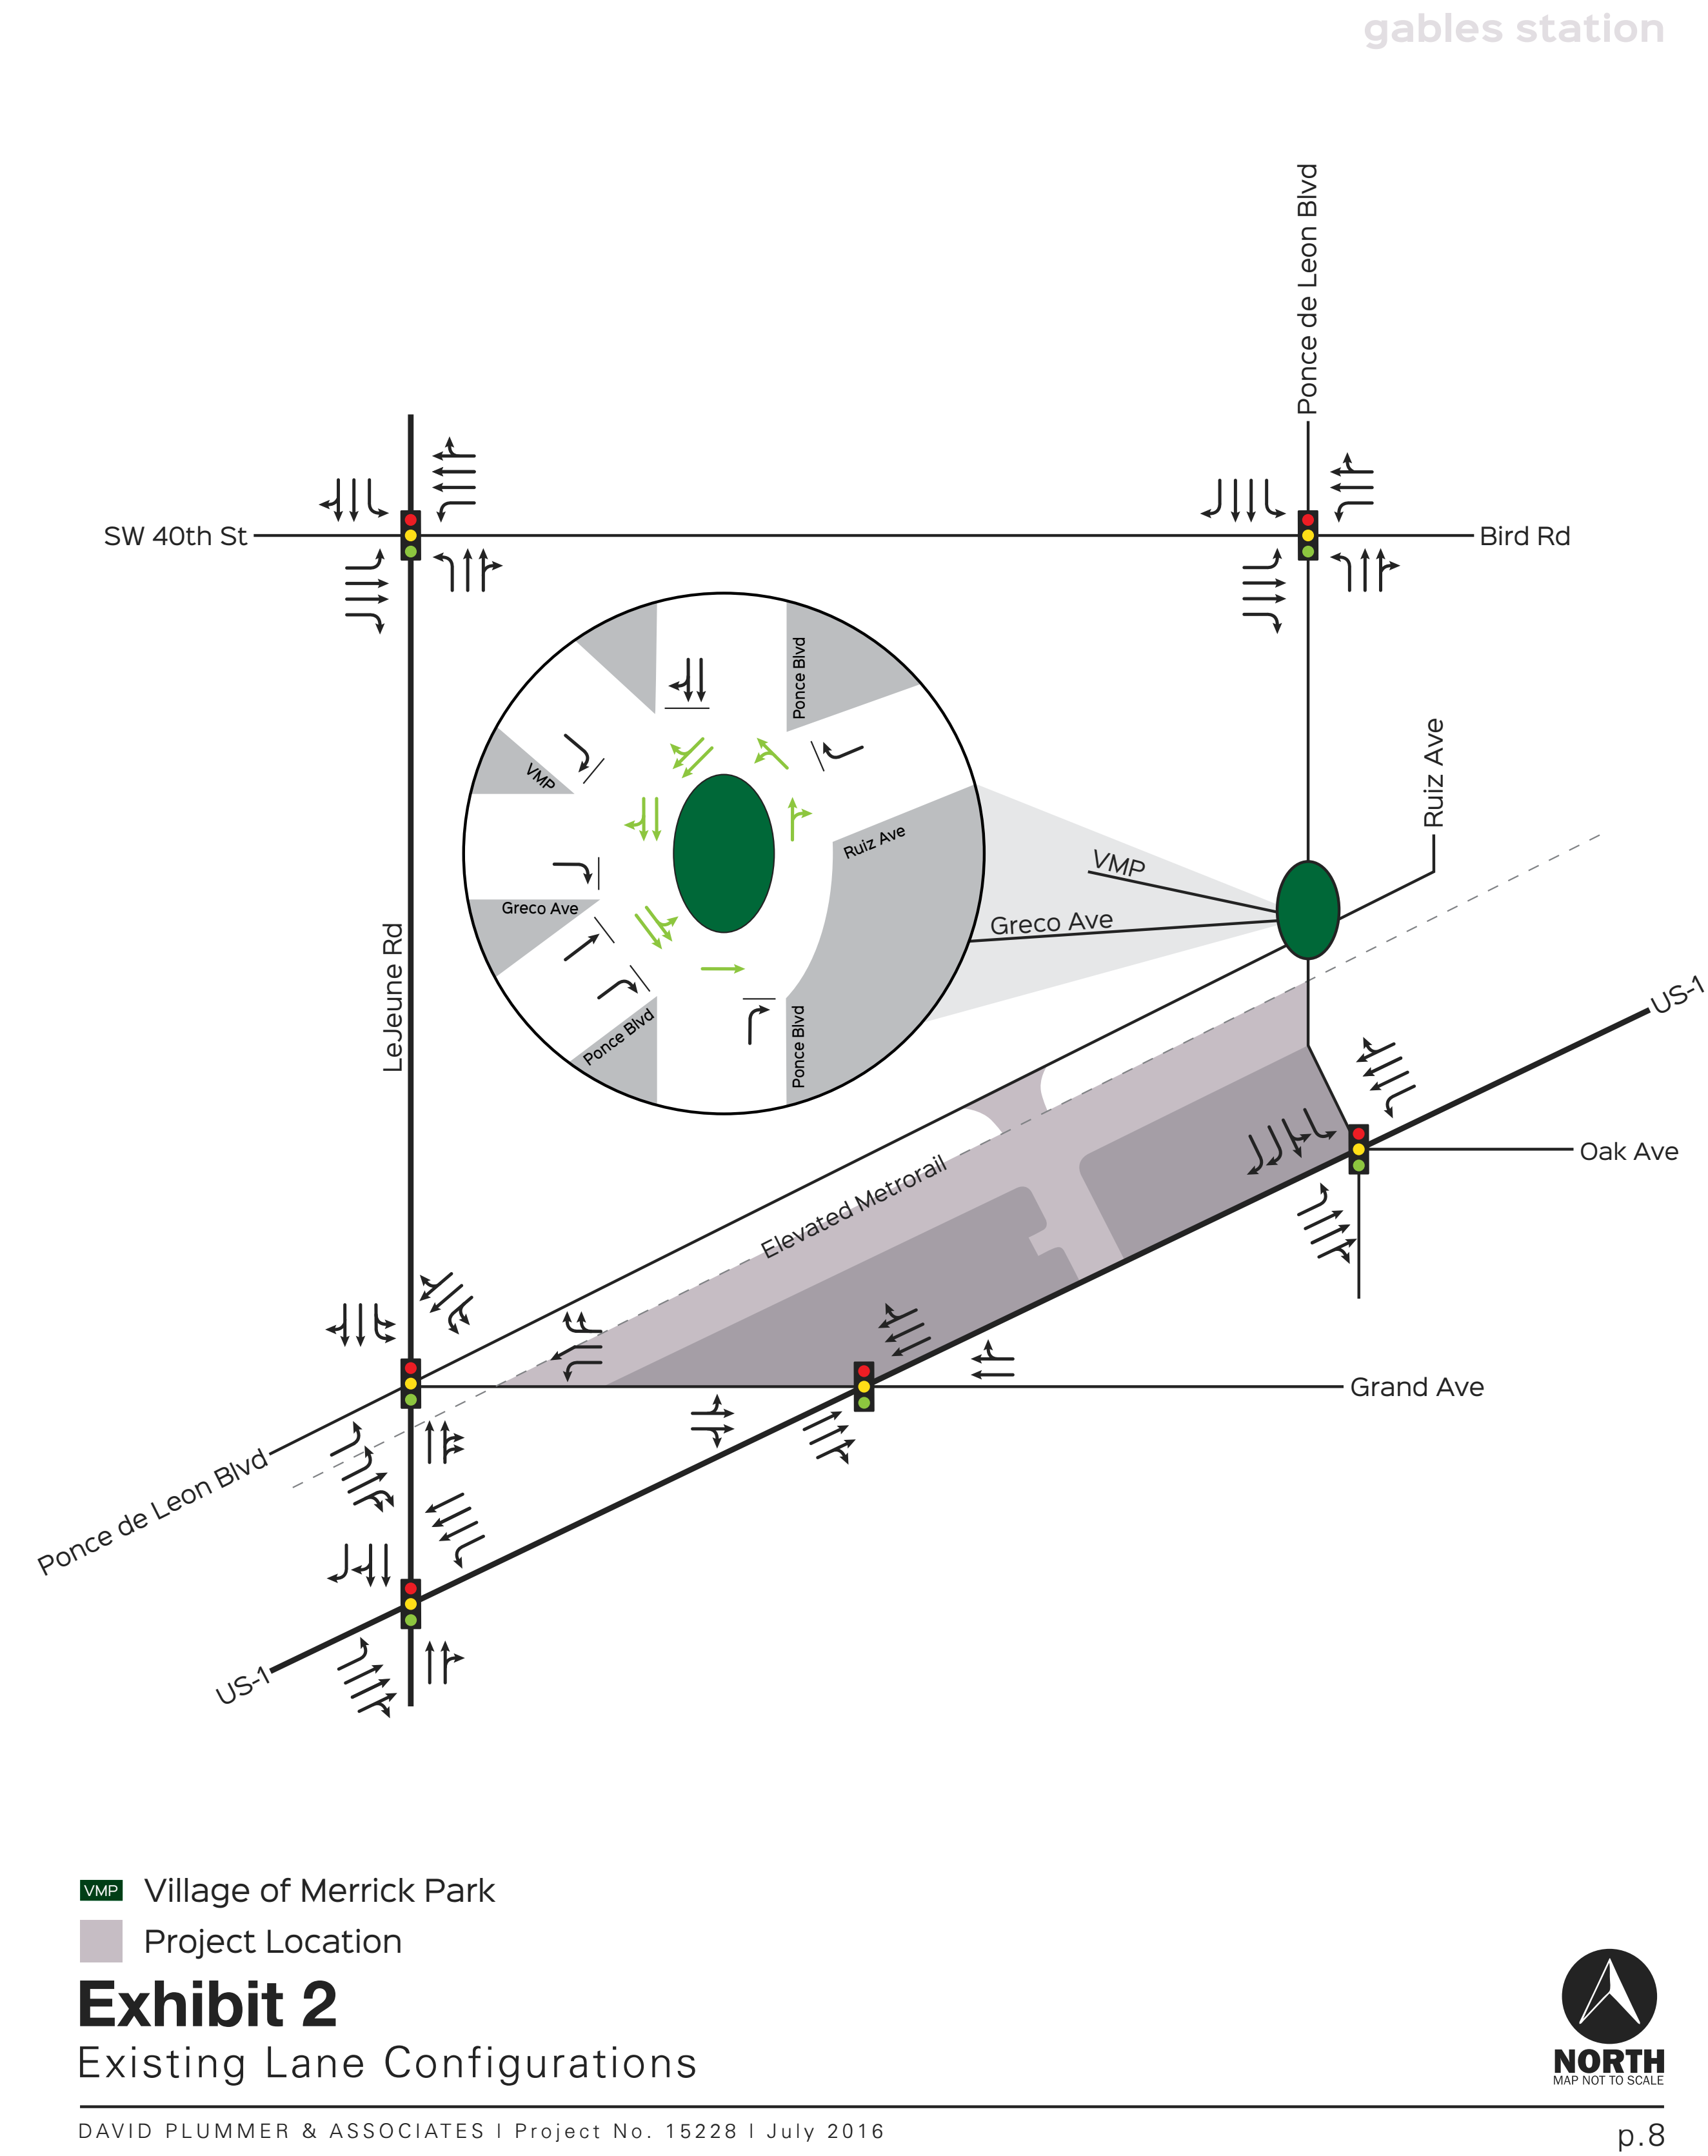 gables station
Ponce de Leon Blvd
SW 40th St
Bird Rd
Ponce Blvd
VMP
Ruiz Ave
Ruiz Ave
VMP
Greco Ave
Greco Ave
LeJeune Rd
US-1
Ponce Blvd
Ponce Blvd
Oak Ave
Elevated Metrorail
Grand Ave
Ponce de Leon Blvd
US-1
VMP Village of Merrick Park
Project Location
Exhibit 2
Existing Lane Configurations
NORTH
MAP NOT TO SCALE
DAVID PLUMMER & ASSOCIATES | Project No. 15228 | July 2016
p.8